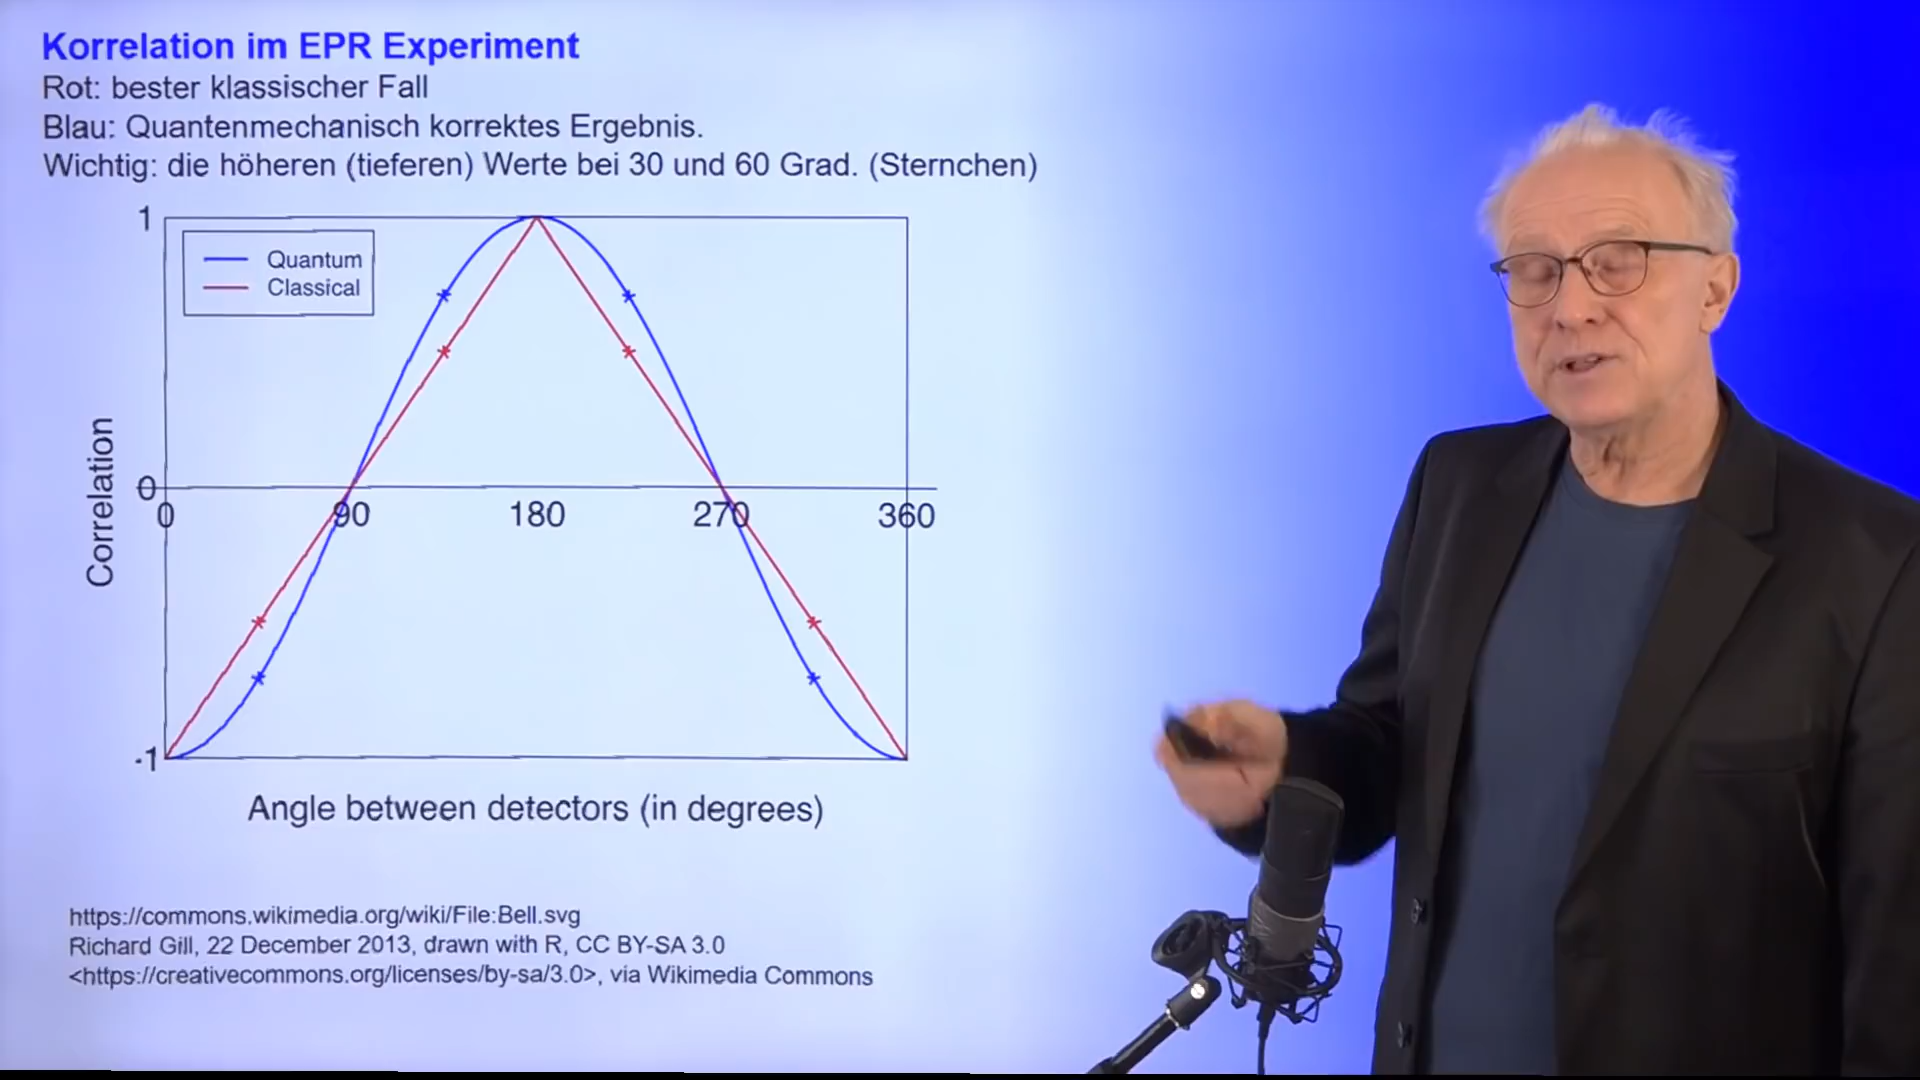 Korrelation im EPR Experiment
Rot: bester klassischer Fall
Blau: Quantenmechanisch korrektes Ergebnis.
Wichtig: die höheren (tieferen) Werte bei 30 und 60 Grad. (Sternchen)
1
Quantum
Classical
Correlation
0
0 90 180 270 360
-1
Angle between detectors (in degrees)
https://commons.wikimedia.org/wiki/File:Bell.svg
Richard Gill, 22 December 2013, drawn with R, CC BY-SA 3.0
<https://creativecommons.org/licenses/by-sa/3.0>, via Wikimedia Commons